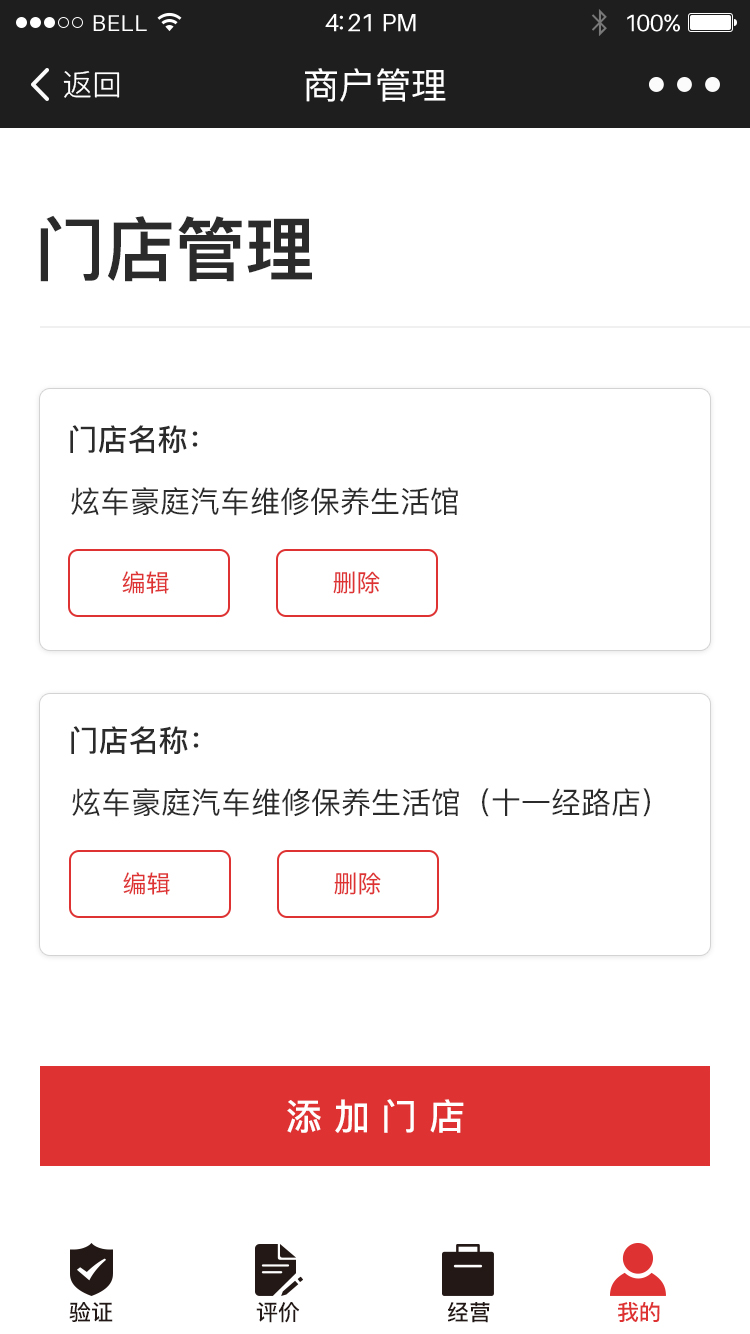 BELL 4:21 PM 100%
返回 商户管理
门店管理
门店名称：
炫车豪庭汽车维修保养生活馆
编辑 删除
门店名称：
炫车豪庭汽车维修保养生活馆（十一经路店）
编辑 删除
添加门店
验证 评价 经营 我的